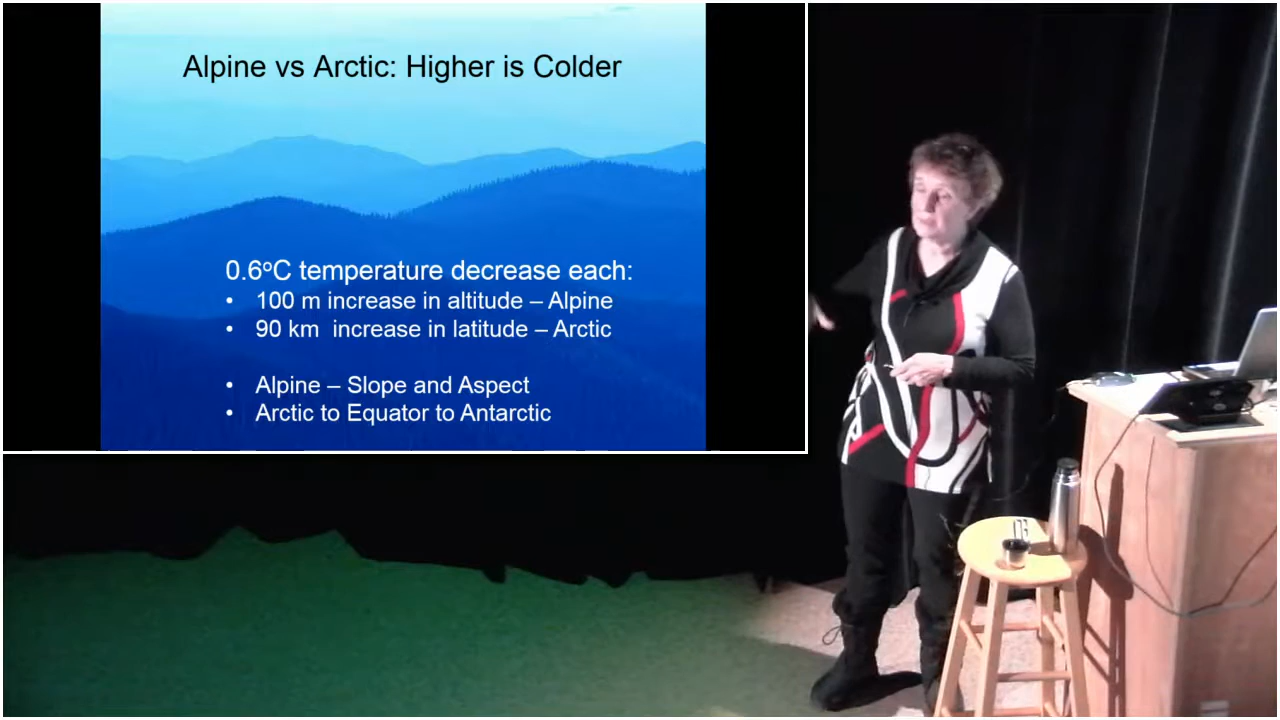 Alpine vs Arctic: Higher is Colder
0.6ºC temperature decrease each:
• 100 m increase in altitude – Alpine
• 90 km increase in latitude – Arctic
• Alpine – Slope and Aspect
• Arctic to Equator to Antarctic